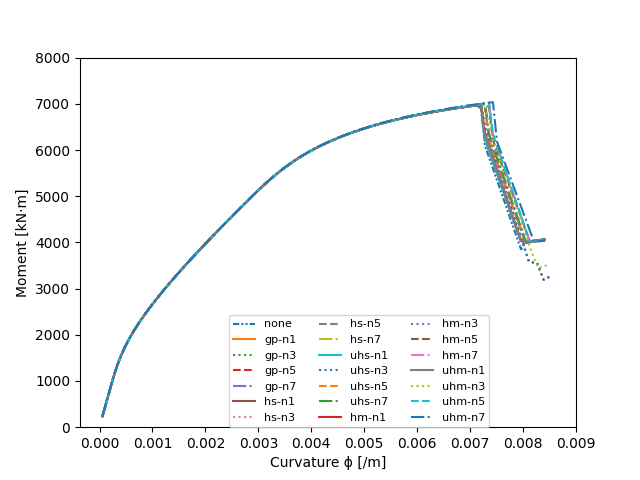 8000
7000
6000
5000
4000
3000
2000
1000
0
Moment [kN·m]
none
gp-n1
gp-n3
gp-n5
gp-n7
hs-n1
hs-n3
hs-n5
hs-n7
uhs-n1
uhs-n3
uhs-n5
uhs-n7
hm-n1
hm-n3
hm-n5
hm-n7
uhm-n1
uhm-n3
uhm-n5
uhm-n7
0.000 0.001 0.002 0.003 0.004 0.005 0.006 0.007 0.008 0.009
Curvature ϕ [/m]